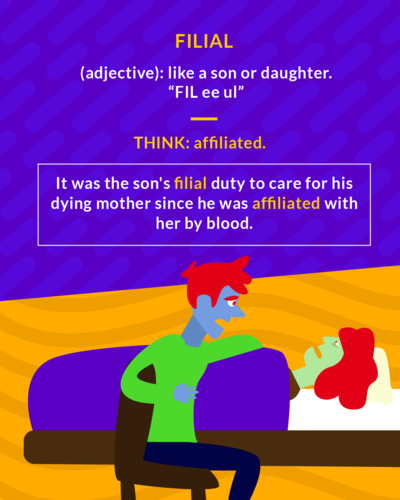 FILIAL
(adjective): like a son or daughter.
“FIL ee ul”
THINK: affiliated.
It was the son's filial duty to care for his
dying mother since he was affiliated with
her by blood.